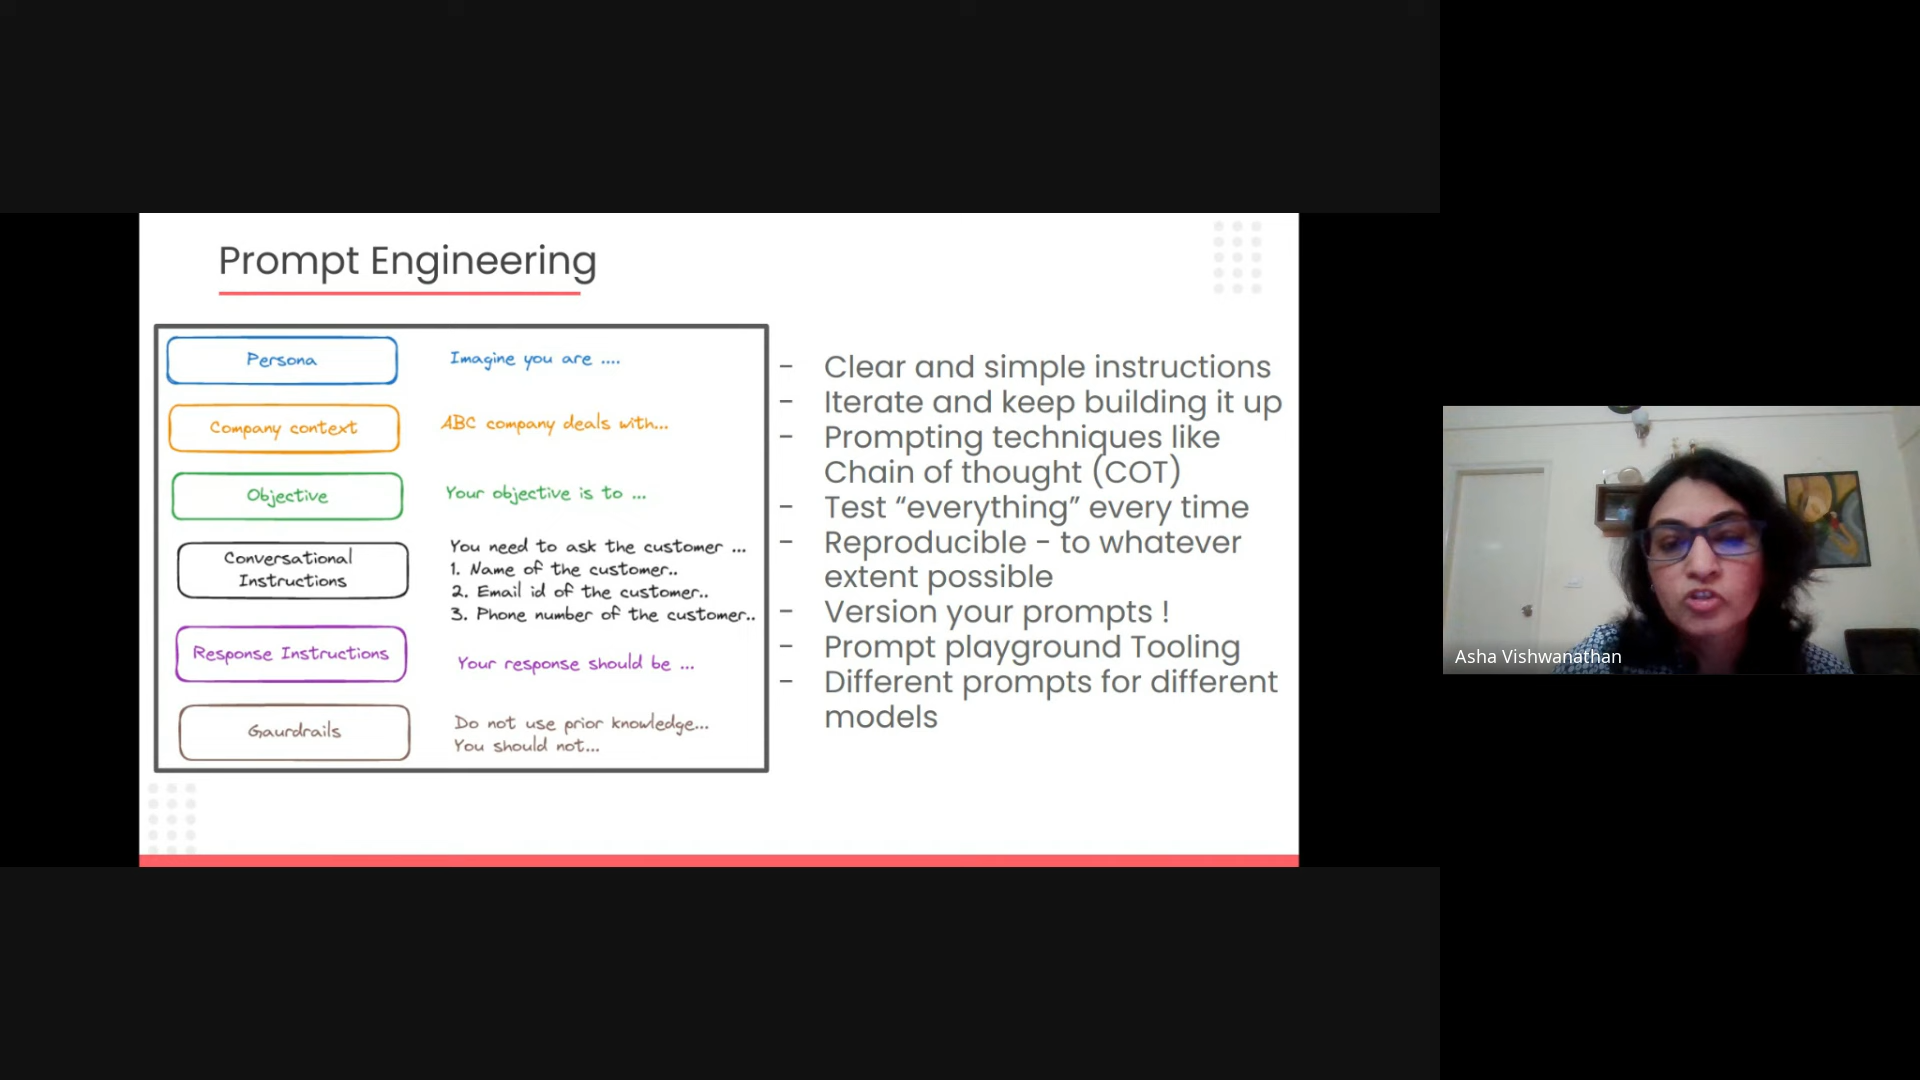 Prompt Engineering
Persona
Imagine you are ....
Company context
ABC company deals with...
Objective
Your objective is to ...
Conversational
Instructions
You need to ask the customer ...
1. Name of the customer..
2. Email id of the customer..
3. Phone number of the customer..
Response Instructions
Your response should be ...
Gaurdrails
Do not use prior knowledge...
You should not...
- Clear and simple instructions
- Iterate and keep building it up
- Prompting techniques like
Chain of thought (COT)
- Test “everything” every time
- Reproducible - to whatever
extent possible
- Version your prompts !
- Prompt playground Tooling
- Different prompts for different
models
Asha Vishwanathan